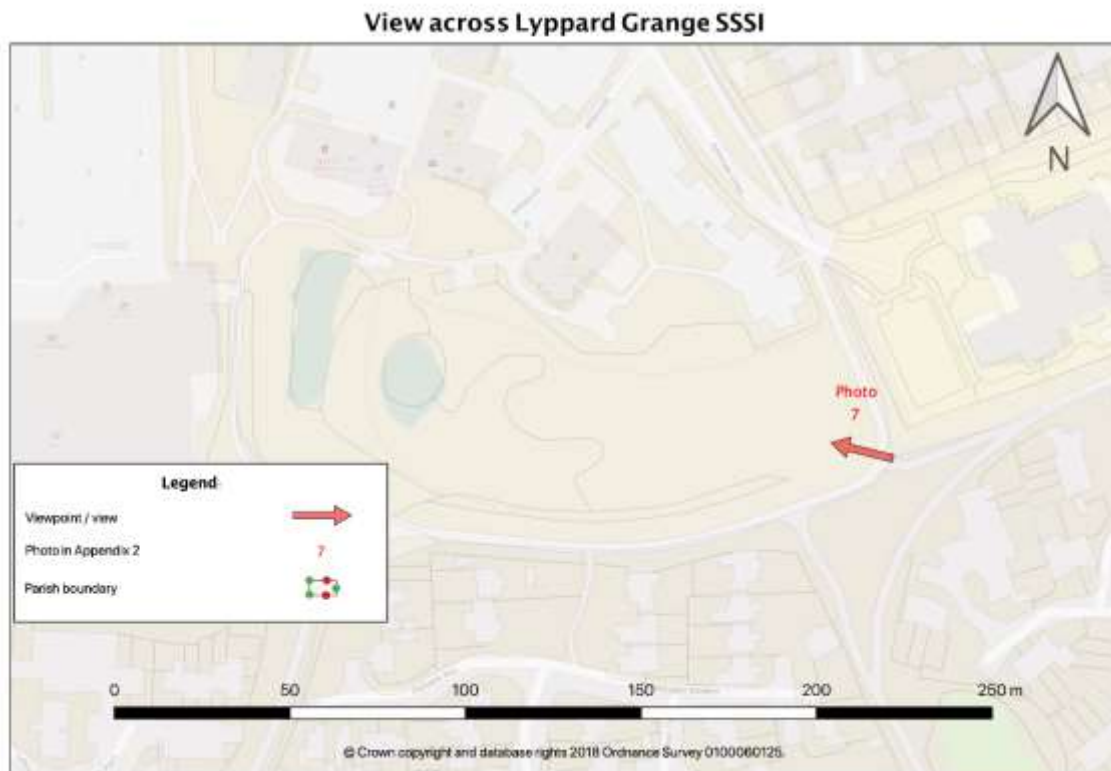 View across Lyppard Grange SSSI
N
Photo
7
Legend
Viewpoint / view
Photo in Appendix 2
7
Parish boundary
0 50 100 150 200 250 m
© Crown copyright and database rights 2018 Ordnance Survey 0100060125.